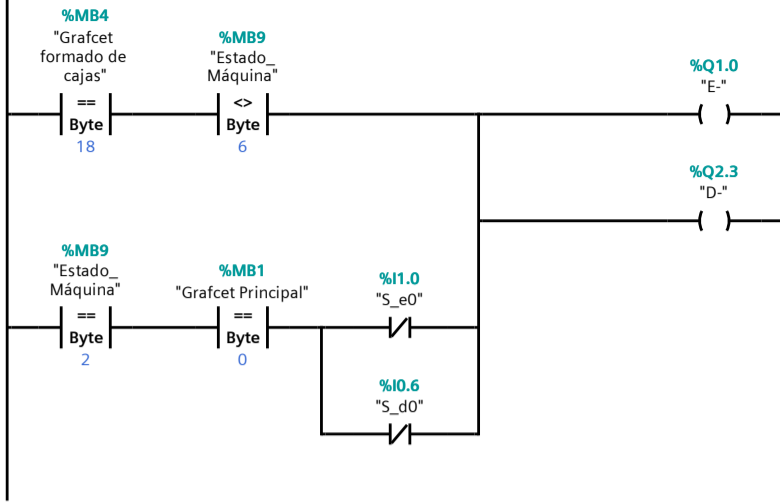 %MB4
"Grafcet
formado de
cajas"
==
Byte
18
%MB9
"Estado_
Máquina"
<>
Byte
6
%Q1.0
"E-"
%Q2.3
"D-"
%MB9
"Estado_
Máquina"
==
Byte
2
%MB1
"Grafcet Principal"
==
Byte
0
%I1.0
"S_e0"
%I0.6
"S_d0"